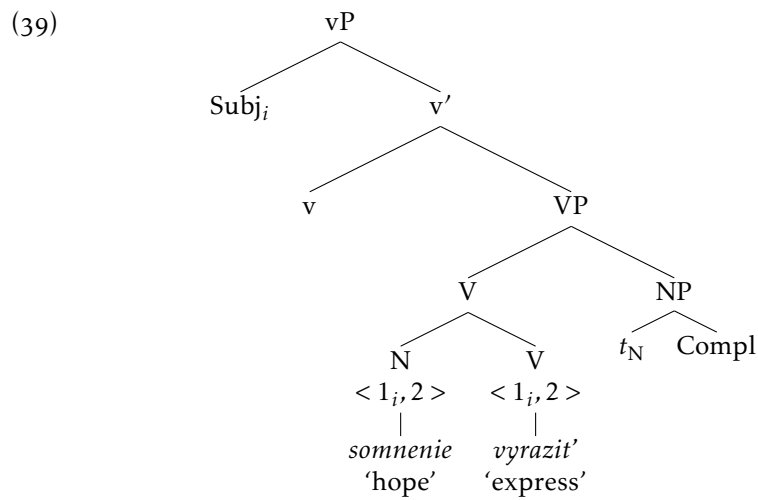 (39)
vP
Subj_i v′
v VP
V NP
N V t_N Compl
< 1_i, 2 > < 1_i, 2 >
somnenie vyrazit’
‘hope’ ‘express’